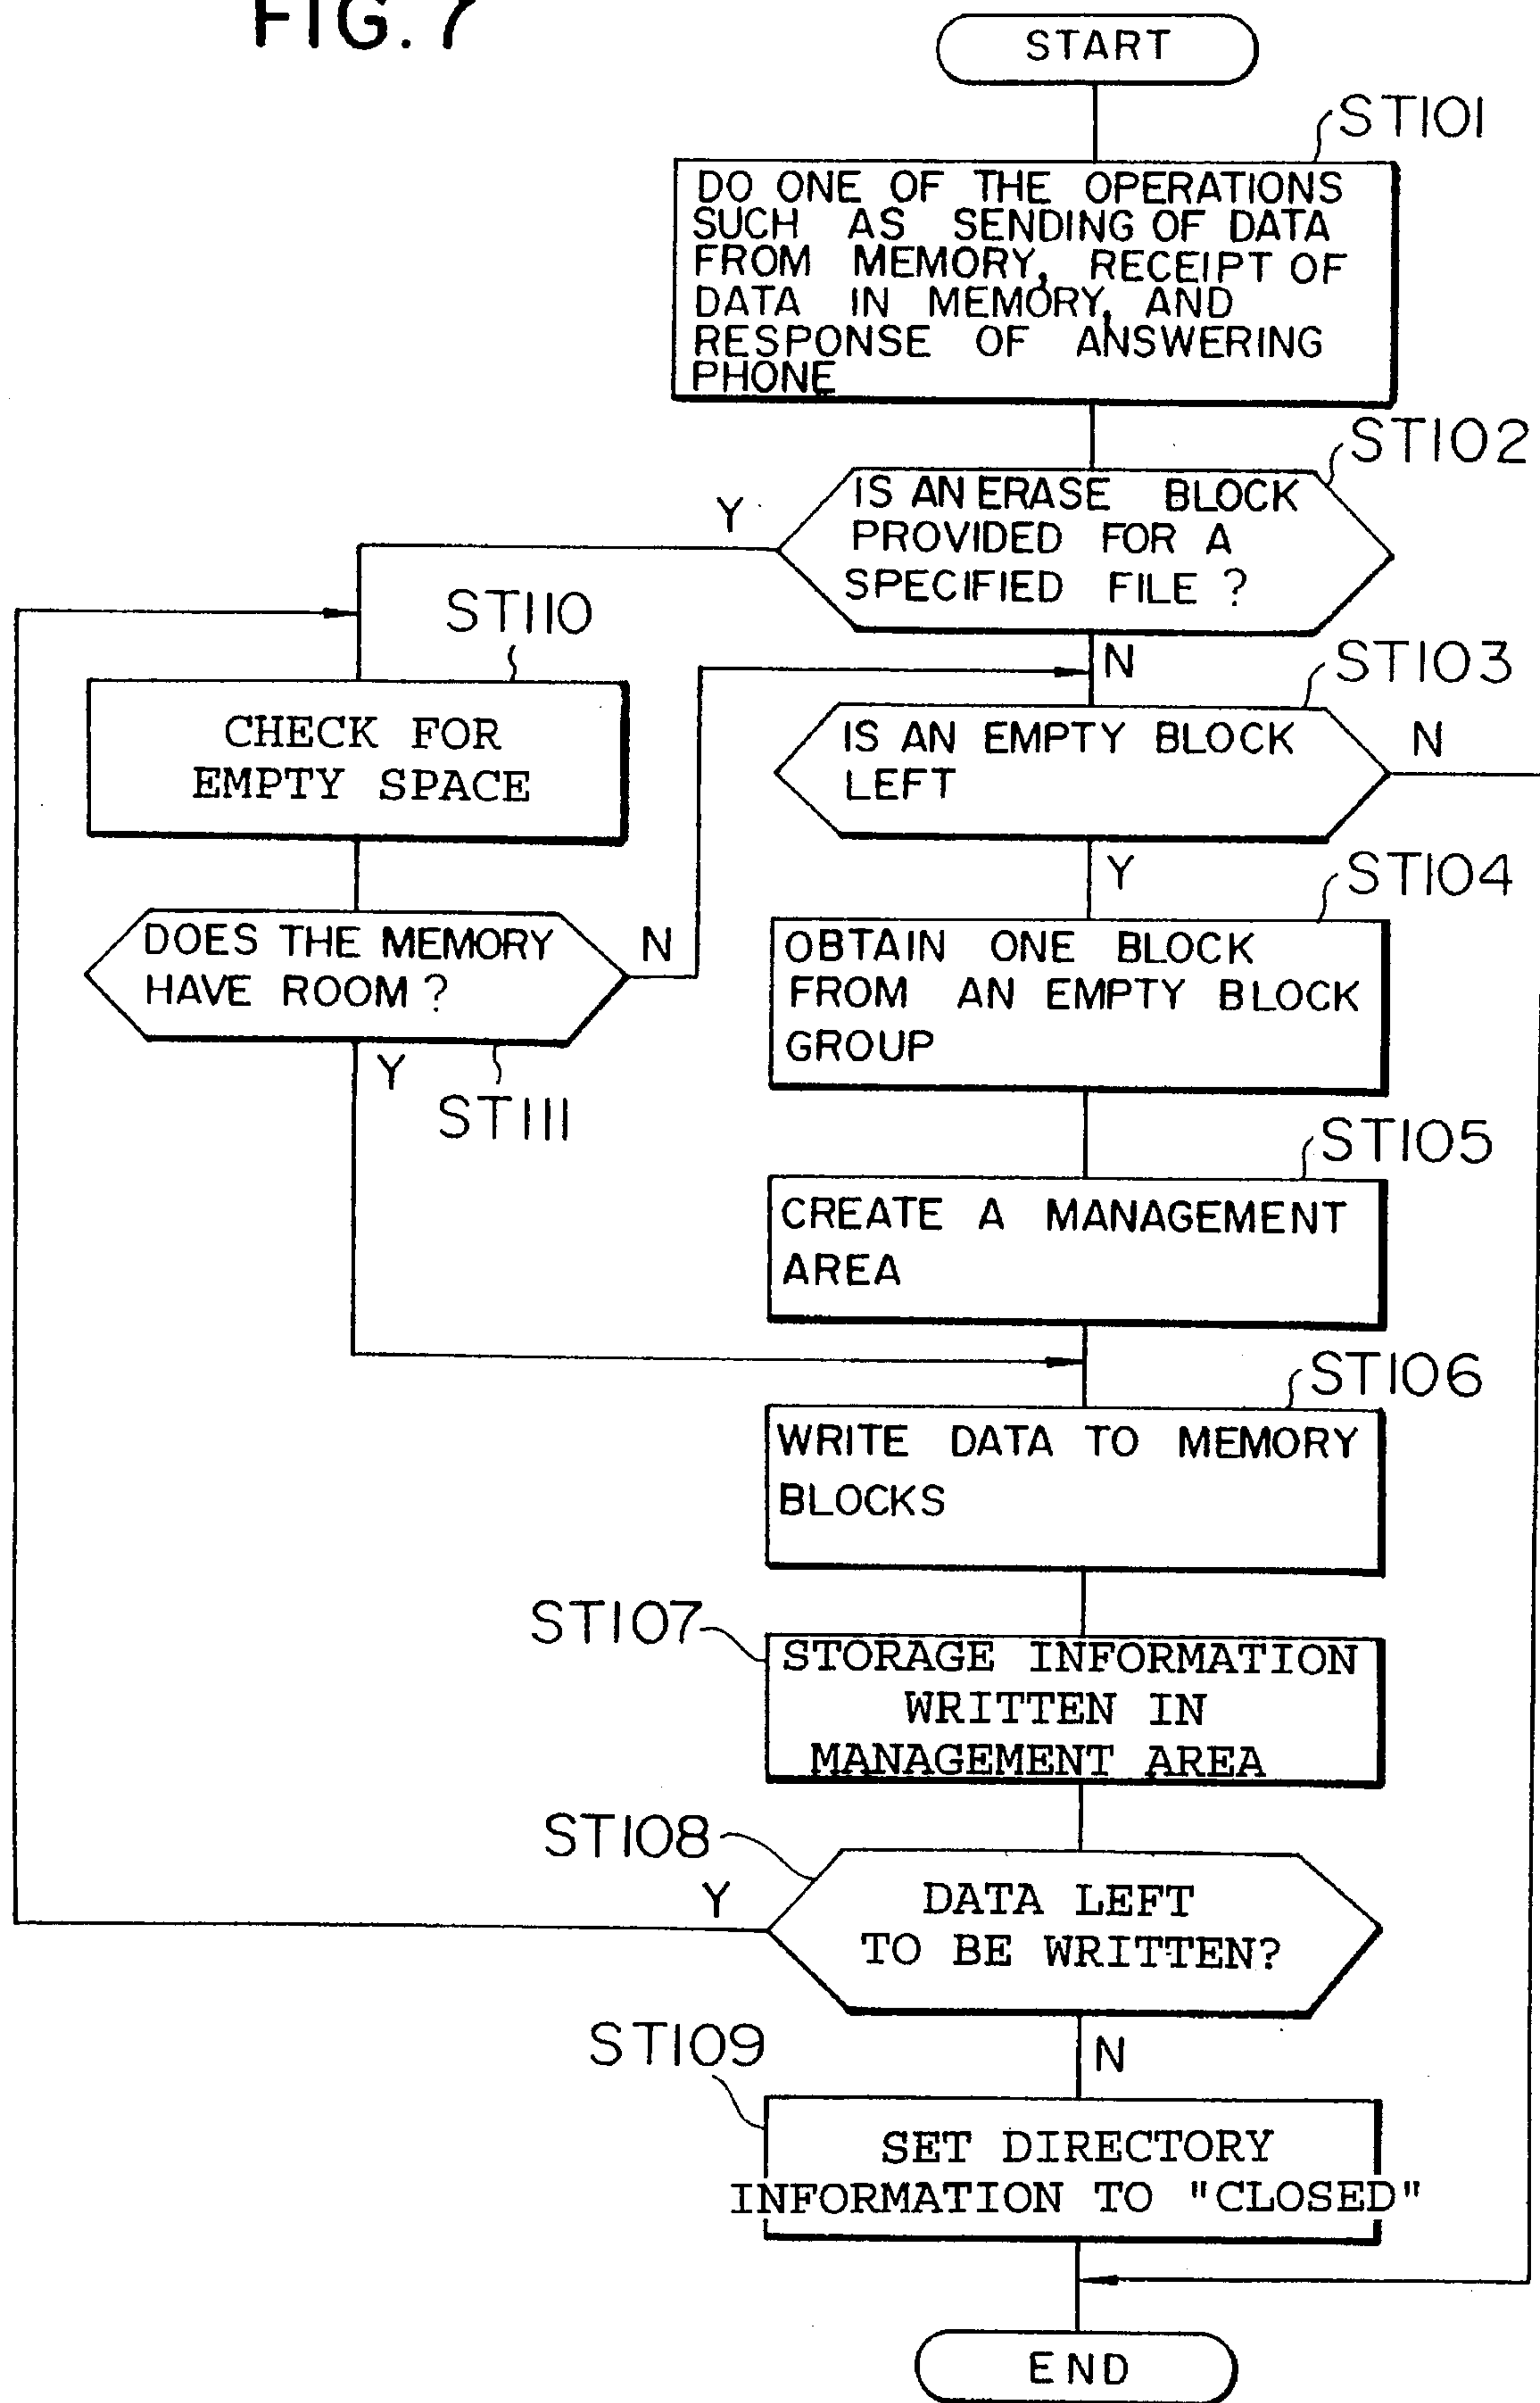 FIG. 7
START
ST101
DO ONE OF THE OPERATIONS
SUCH AS SENDING OF DATA
FROM MEMORY, RECEIPT OF
DATA IN MEMORY, AND
RESPONSE OF ANSWERING
PHONE
ST102
Y
IS AN ERASE BLOCK
PROVIDED FOR A
SPECIFIED FILE ?
ST110
N
ST103
CHECK FOR
EMPTY SPACE
IS AN EMPTY BLOCK
LEFT
N
Y
ST104
DOES THE MEMORY
HAVE ROOM ?
N
OBTAIN ONE BLOCK
FROM AN EMPTY BLOCK
GROUP
Y
ST111
ST105
CREATE A MANAGEMENT
AREA
ST106
WRITE DATA TO MEMORY
BLOCKS
ST107
STORAGE INFORMATION
WRITTEN IN
MANAGEMENT AREA
ST108
Y
DATA LEFT
TO BE WRITTEN?
ST109
N
SET DIRECTORY
INFORMATION TO "CLOSED"
END